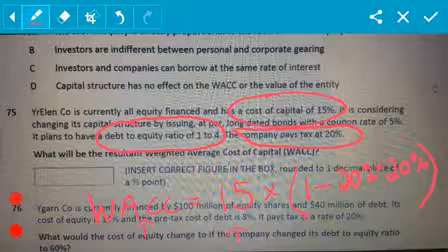 B Investors are indifferent between personal and corporate gearing
C Investors and companies can borrow at the same rate of interest
D Capital structure has no effect on the WACC or the value of the entity
75 YrElen Co is currently all equity financed and has a cost of capital of 15%. It is considering
changing its capital structure by issuing, at par, long dated bonds with a coupon rate of 5%.
It plans to have a debt to equity ratio of 1 to 4. The company pays tax at 20%.
What will be the resultant Weighted Average Cost of Capital (WACC)?
(INSERT CORRECT FIGURE IN THE BOX, rounded to 1 decimal place of
a % point)
= 15 × (1 - 20% × 20%)
76 Ygarn Co is currently financed by $100 million of equity shares and $40 million of debt. Its
cost of equity is % and the pre-tax cost of debt is 8%. It pays tax at a rate of 20%.
What would the cost of equity change to if the company changed its debt to equity ratio
to 60%?